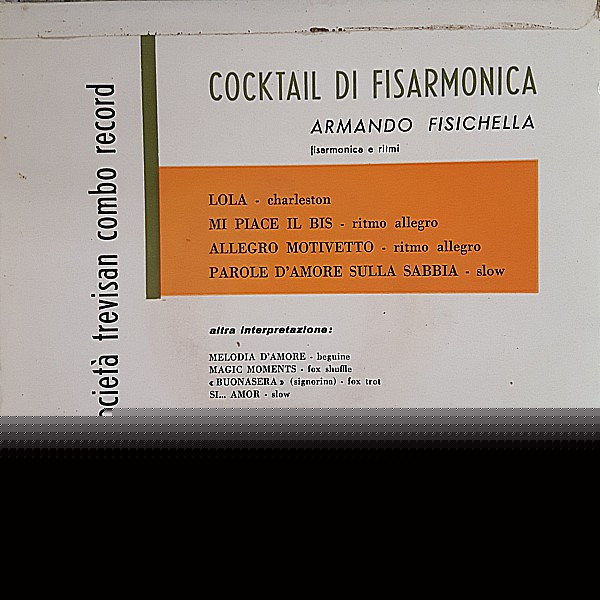 COCKTAIL DI FISARMONICA
ARMANDO FISICHELLA
fisarmonica e ritmi
LOLA - charleston
MI PIACE IL BIS - ritmo allegro
ALLEGRO MOTIVETTO - ritmo allegro
PAROLE D'AMORE SULLA SABBIA - slow
altra interpretazione:
MELODIA D'AMORE - beguine
MAGIC MOMENTS - fox shuffle
« BUONASERA » (signorina) - fox trot
SI... AMOR - slow
ocietà trevisan combo record